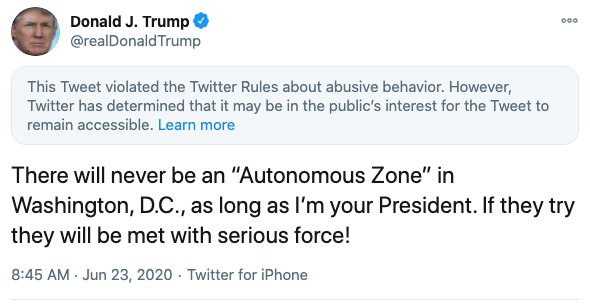 Donald J. Trump
@realDonaldTrump
This Tweet violated the Twitter Rules about abusive behavior. However,
Twitter has determined that it may be in the public’s interest for the Tweet to
remain accessible. Learn more
There will never be an “Autonomous Zone” in
Washington, D.C., as long as I’m your President. If they try
they will be met with serious force!
8:45 AM · Jun 23, 2020 · Twitter for iPhone